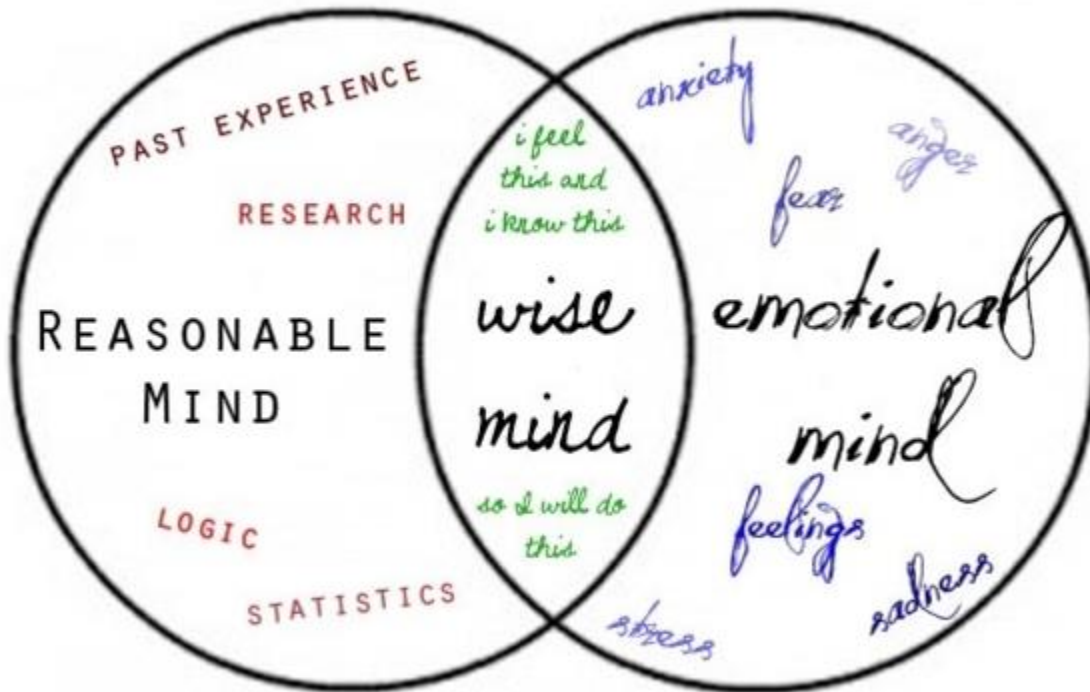 PAST EXPERIENCE
RESEARCH
REASONABLE
MIND
LOGIC
STATISTICS
i feel
this and
i know this
wise
mind
so I will do
this
anxiety
anger
fear
emotional
mind
feelings
sadness
stress